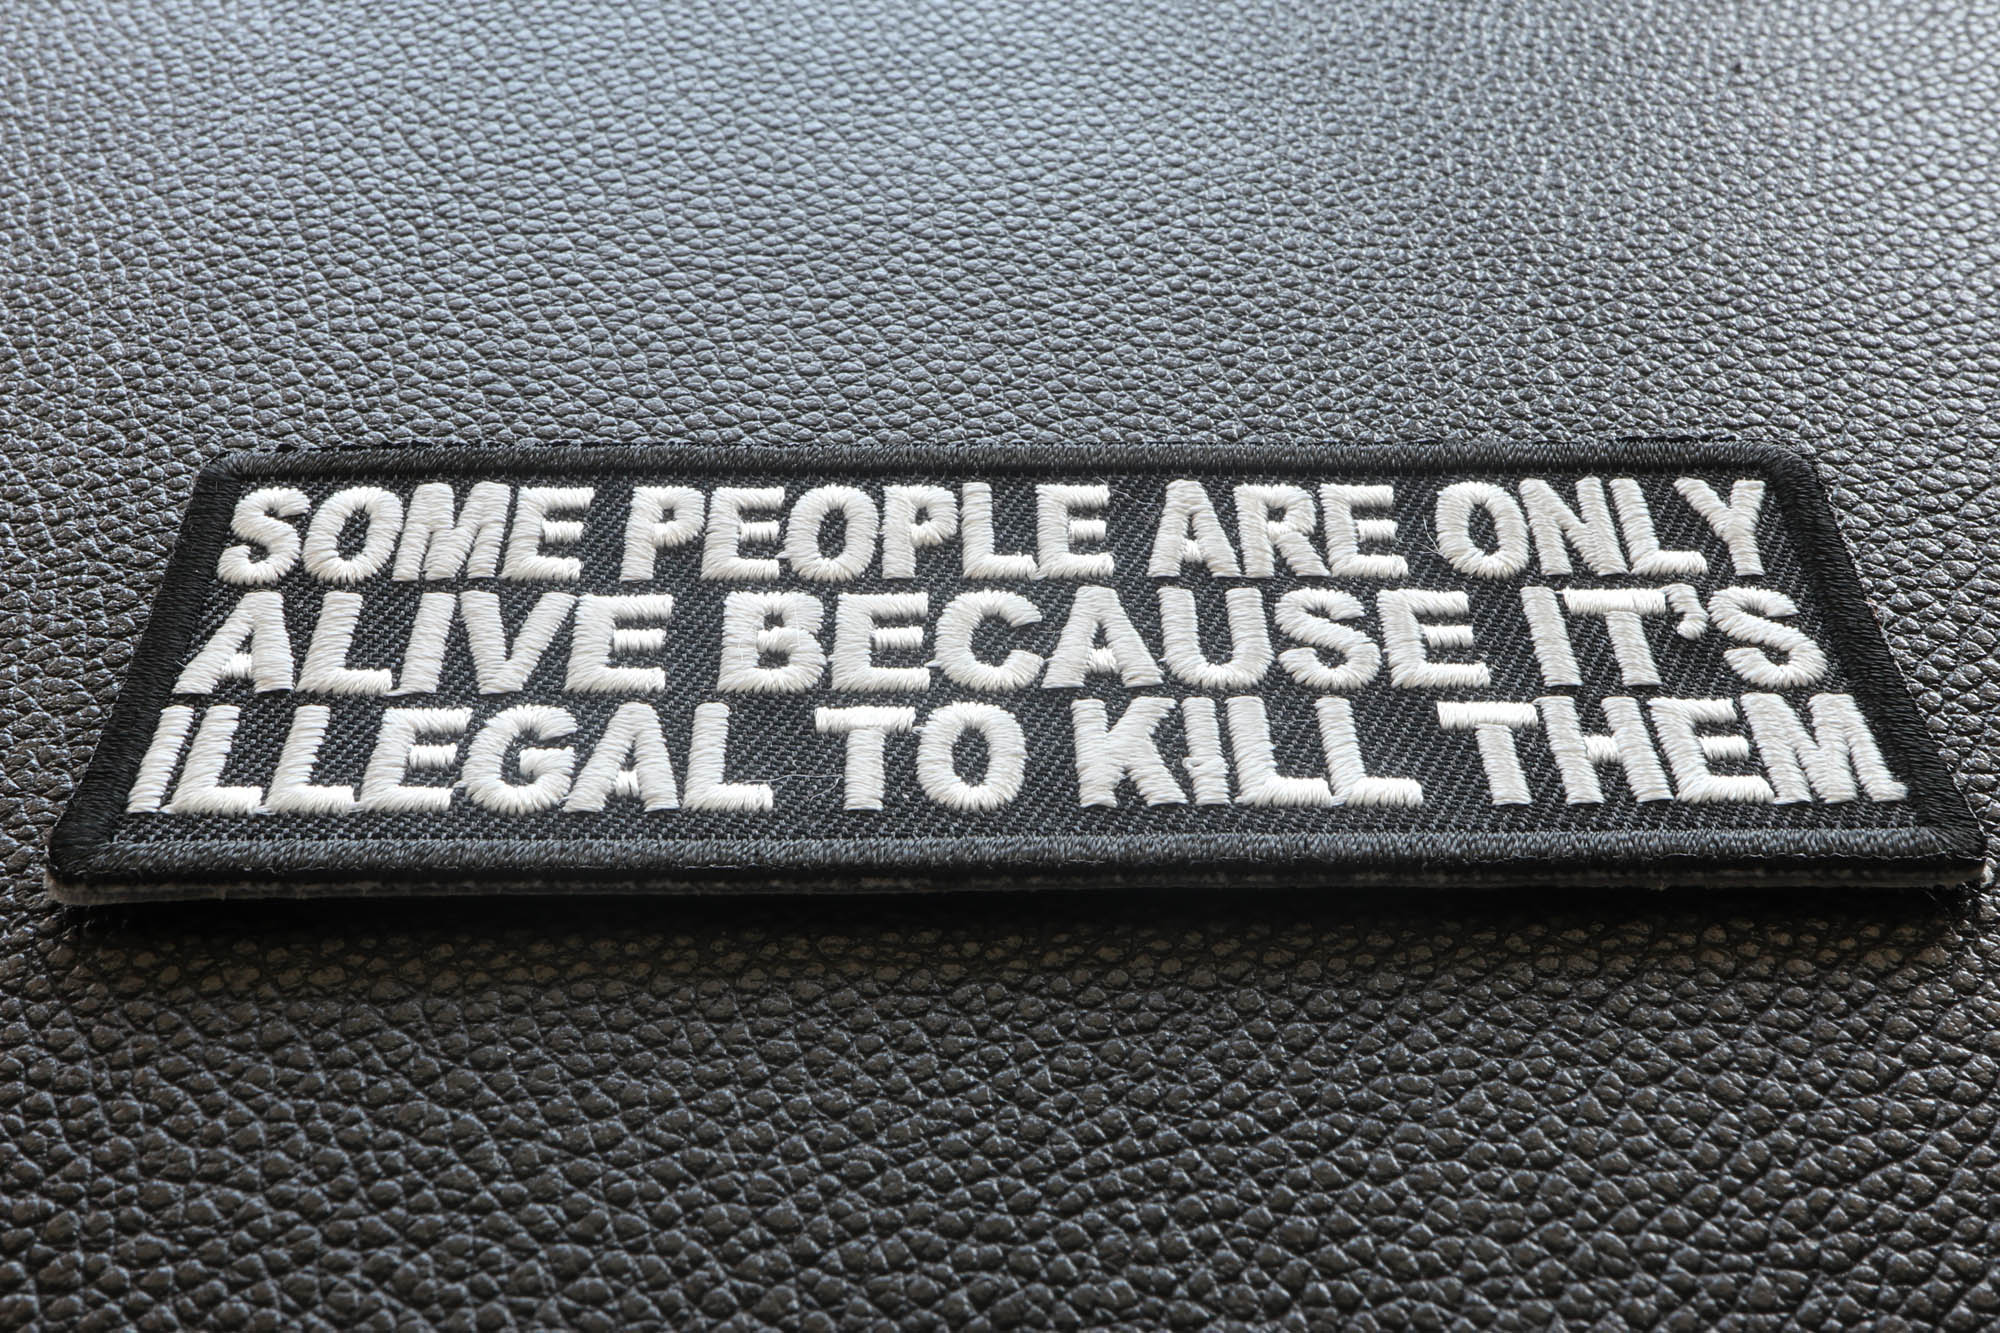 SOME PEOPLE ARE ONLY
ALIVE BECAUSE IT'S
ILLEGAL TO KILL THEM